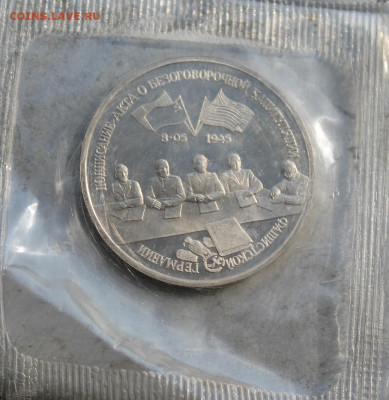 COINS.LAVE.RU
ПОДПИСАНИЕ АКТА О БЕЗОГОВОРОЧНОЙ КАПИТУЛЯЦИИ
8·05 1945
ФАШИСТСКОЙ ГЕРМАНИИ